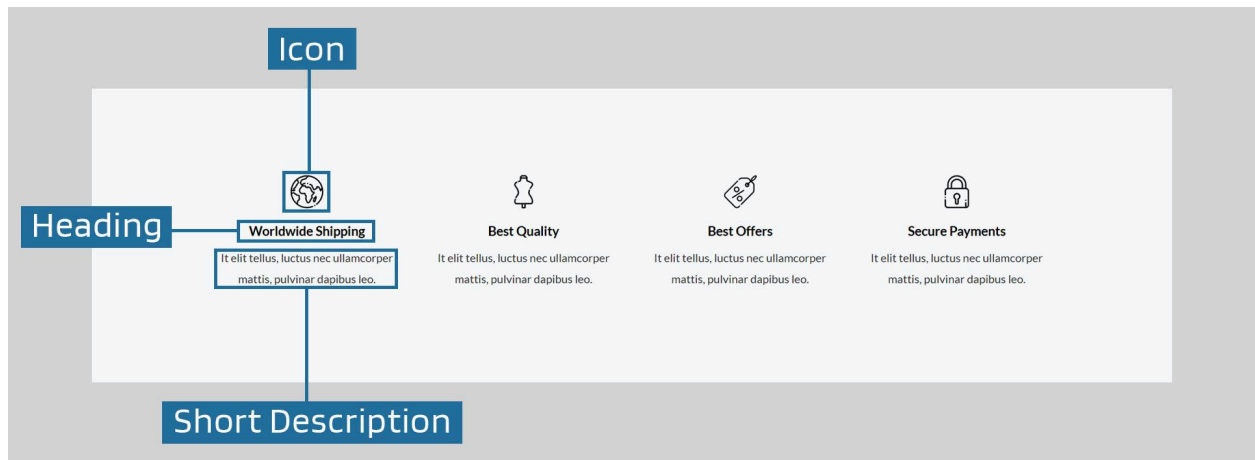 Icon
Heading
Worldwide Shipping
It elit tellus, luctus nec ullamcorper
mattis, pulvinar dapibus leo.
Best Quality
It elit tellus, luctus nec ullamcorper
mattis, pulvinar dapibus leo.
Best Offers
It elit tellus, luctus nec ullamcorper
mattis, pulvinar dapibus leo.
Secure Payments
It elit tellus, luctus nec ullamcorper
mattis, pulvinar dapibus leo.
Short Description